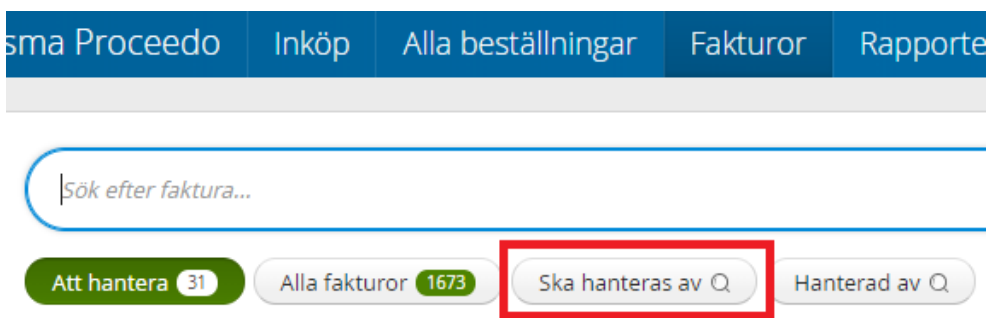 sma Proceedo Inköp Alla beställningar Fakturor Rapporte
Sök efter faktura...
Att hantera 31 Alla fakturor 1673 Ska hanteras av Hanterad av